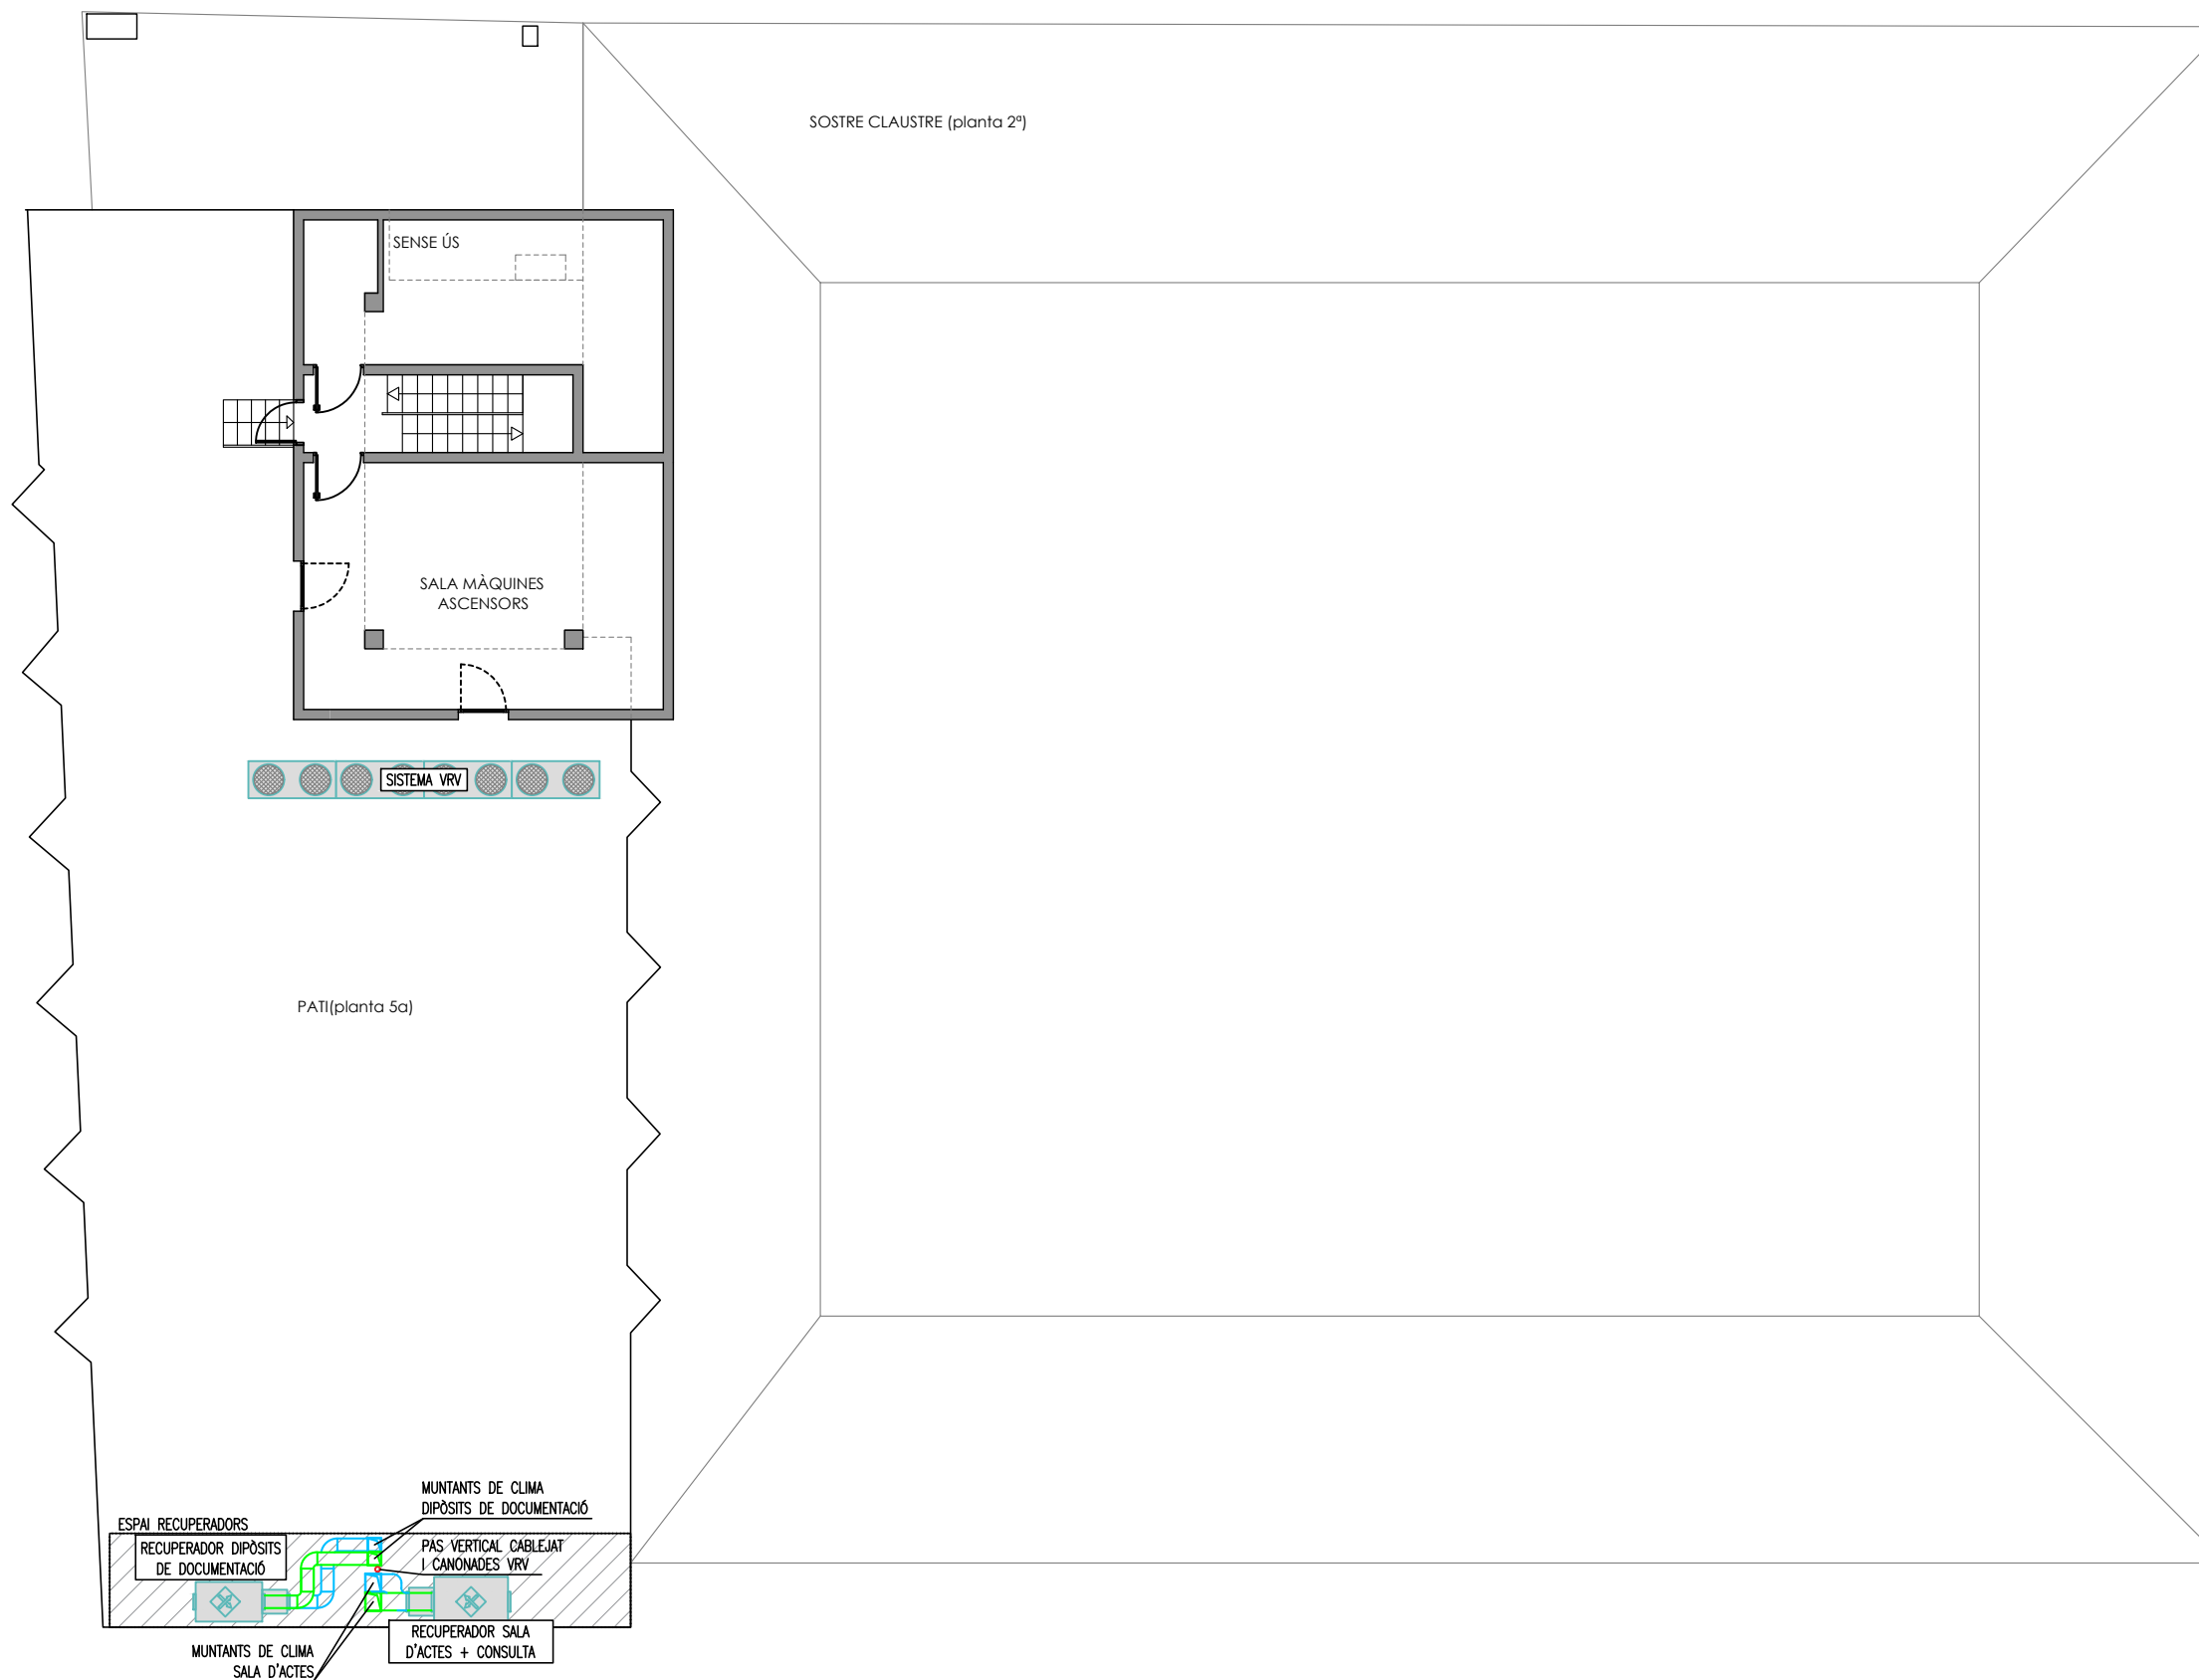 SOSTRE CLAUSTRE (planta 2ª)
SENSE ÚS
SALA MÀQUINES
ASCENSORS
SISTEMA VRV
PATI(planta 5a)
MUNTANTS DE CLIMA
DIPÒSITS DE DOCUMENTACIÓ
ESPAI RECUPERADORS
RECUPERADOR DIPÒSITS
DE DOCUMENTACIÓ
PAS VERTICAL CABLEJAT
I CANONADES VRV
RECUPERADOR SALA
D'ACTES + CONSULTA
MUNTANTS DE CLIMA
SALA D'ACTES